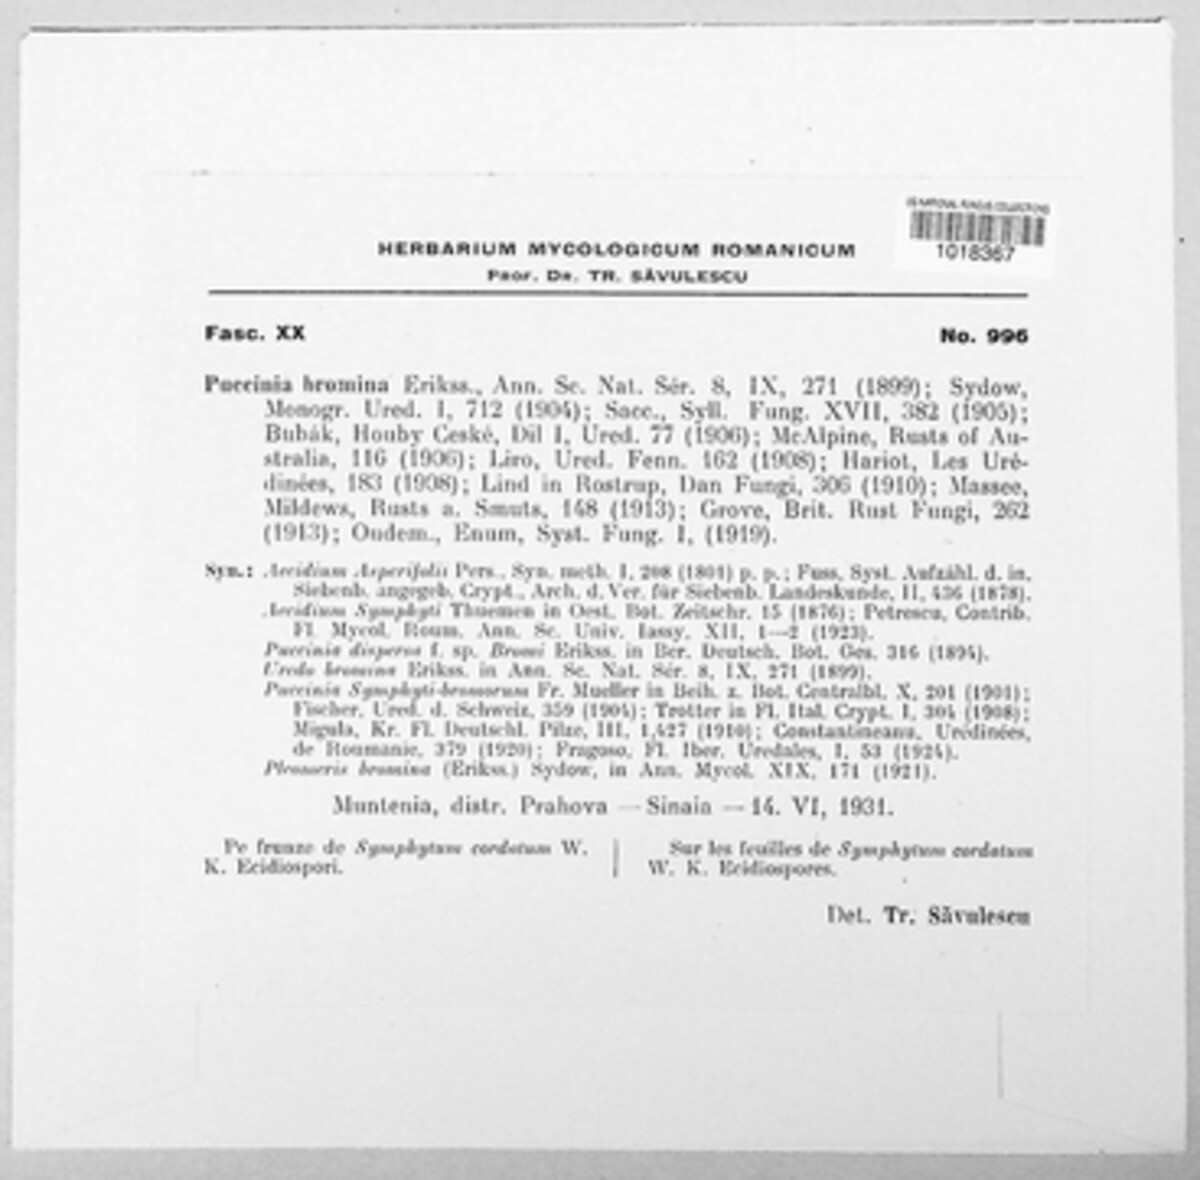 US NATIONAL FUNGUS COLLECTIONS
1018367
HERBARIUM MYCOLOGICUM ROMANICUM
PROF. DR. TR. SĂVULESCU
Fasc. XX
No. 996
Puccinia bromina Erikss., Ann. Sc. Nat. Sér. 8, IX, 271 (1899); Sydow,
Monogr. Ured. I, 712 (1904); Sacc., Syll. Fung. XVII, 382 (1905);
Bubák, Houby Ceské, Dil I, Ured. 77 (1906); McAlpine, Rusts of Au-
stralia, 116 (1906); Liro, Ured. Fenn. 162 (1908); Hariot, Les Uré-
dinées, 183 (1908); Lind in Rostrup, Dan Fungi, 306 (1910); Massee,
Mildews, Rusts a. Smuts, 148 (1913); Grove, Brit. Rust Fungi, 262
(1913); Oudem., Enum, Syst. Fung. I, (1919).
Syn.: Aecidium Asperifolii Pers., Syn. meth. I, 208 (1801) p. p.; Fuss, Syst. Aufzähl. d. in.
Siebenb. angegeb. Crypt., Arch. d. Ver. für Siebenb. Landeskunde, II, 436 (1878).
Aecidium Symphyti Thuemen in Oest. Bot. Zeitschr. 15 (1876); Petrescu, Contrib.
Fl. Mycol. Roum. Ann. Sc. Univ. Iassy. XII, 1—2 (1923).
Puccinia dispersa f. sp. Bromi Erikss. in Ber. Deutsch. Bot. Ges. 316 (1894).
Uredo bromina Erikss. in Ann. Sc. Nat. Sér. 8, IX, 271 (1899).
Puccinia Symphyti-bromorum Fr. Mueller in Beih. z. Bot. Centralbl. X, 201 (1901);
Fischer, Ured. d. Schweiz, 359 (1904); Trotter in Fl. Ital. Crypt. I, 304 (1908);
Migula, Kr. Fl. Deutschl. Pilze, III, 1,427 (1910); Constantineanu, Urédinées,
de Roumanie, 379 (1920); Fragoso, Fl. Iber. Uredales, I, 53 (1924).
Pleomeris bromina (Erikss.) Sydow, in Ann. Mycol. XIX, 171 (1921).
Muntenia, distr. Prahova — Sinaia — 14. VI, 1931.
Pe frunze de Symphytum cordatum W.
K. Ecidiospori.
Sur les feuilles de Symphytum cordatum
W. K. Ecidiospores.
Det. Tr. Săvulescu